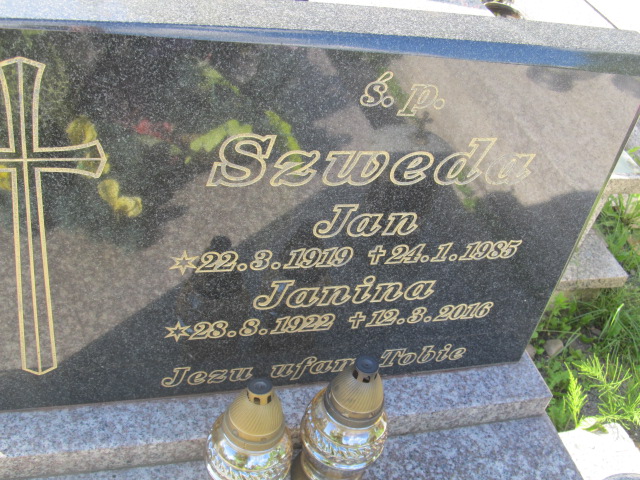 ś. p.
Szweda
Jan
☆22.3.1919 ✝24.1.1985
Janina
☆28.8.1922 ✝12.3.2016
Jezu ufam Tobie